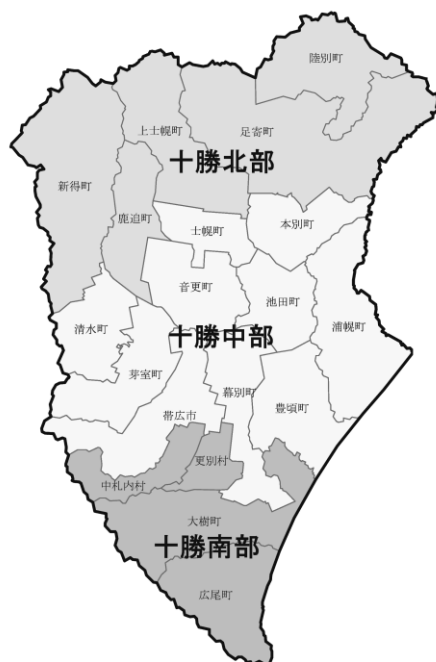 陸別町
上士幌町
足寄町
十勝北部
新得町
鹿追町
士幌町
本別町
音更町
池田町
清水町
十勝中部
浦幌町
芽室町
幕別町
豊頃町
帯広市
更別村
中札内村
大樹町
十勝南部
広尾町